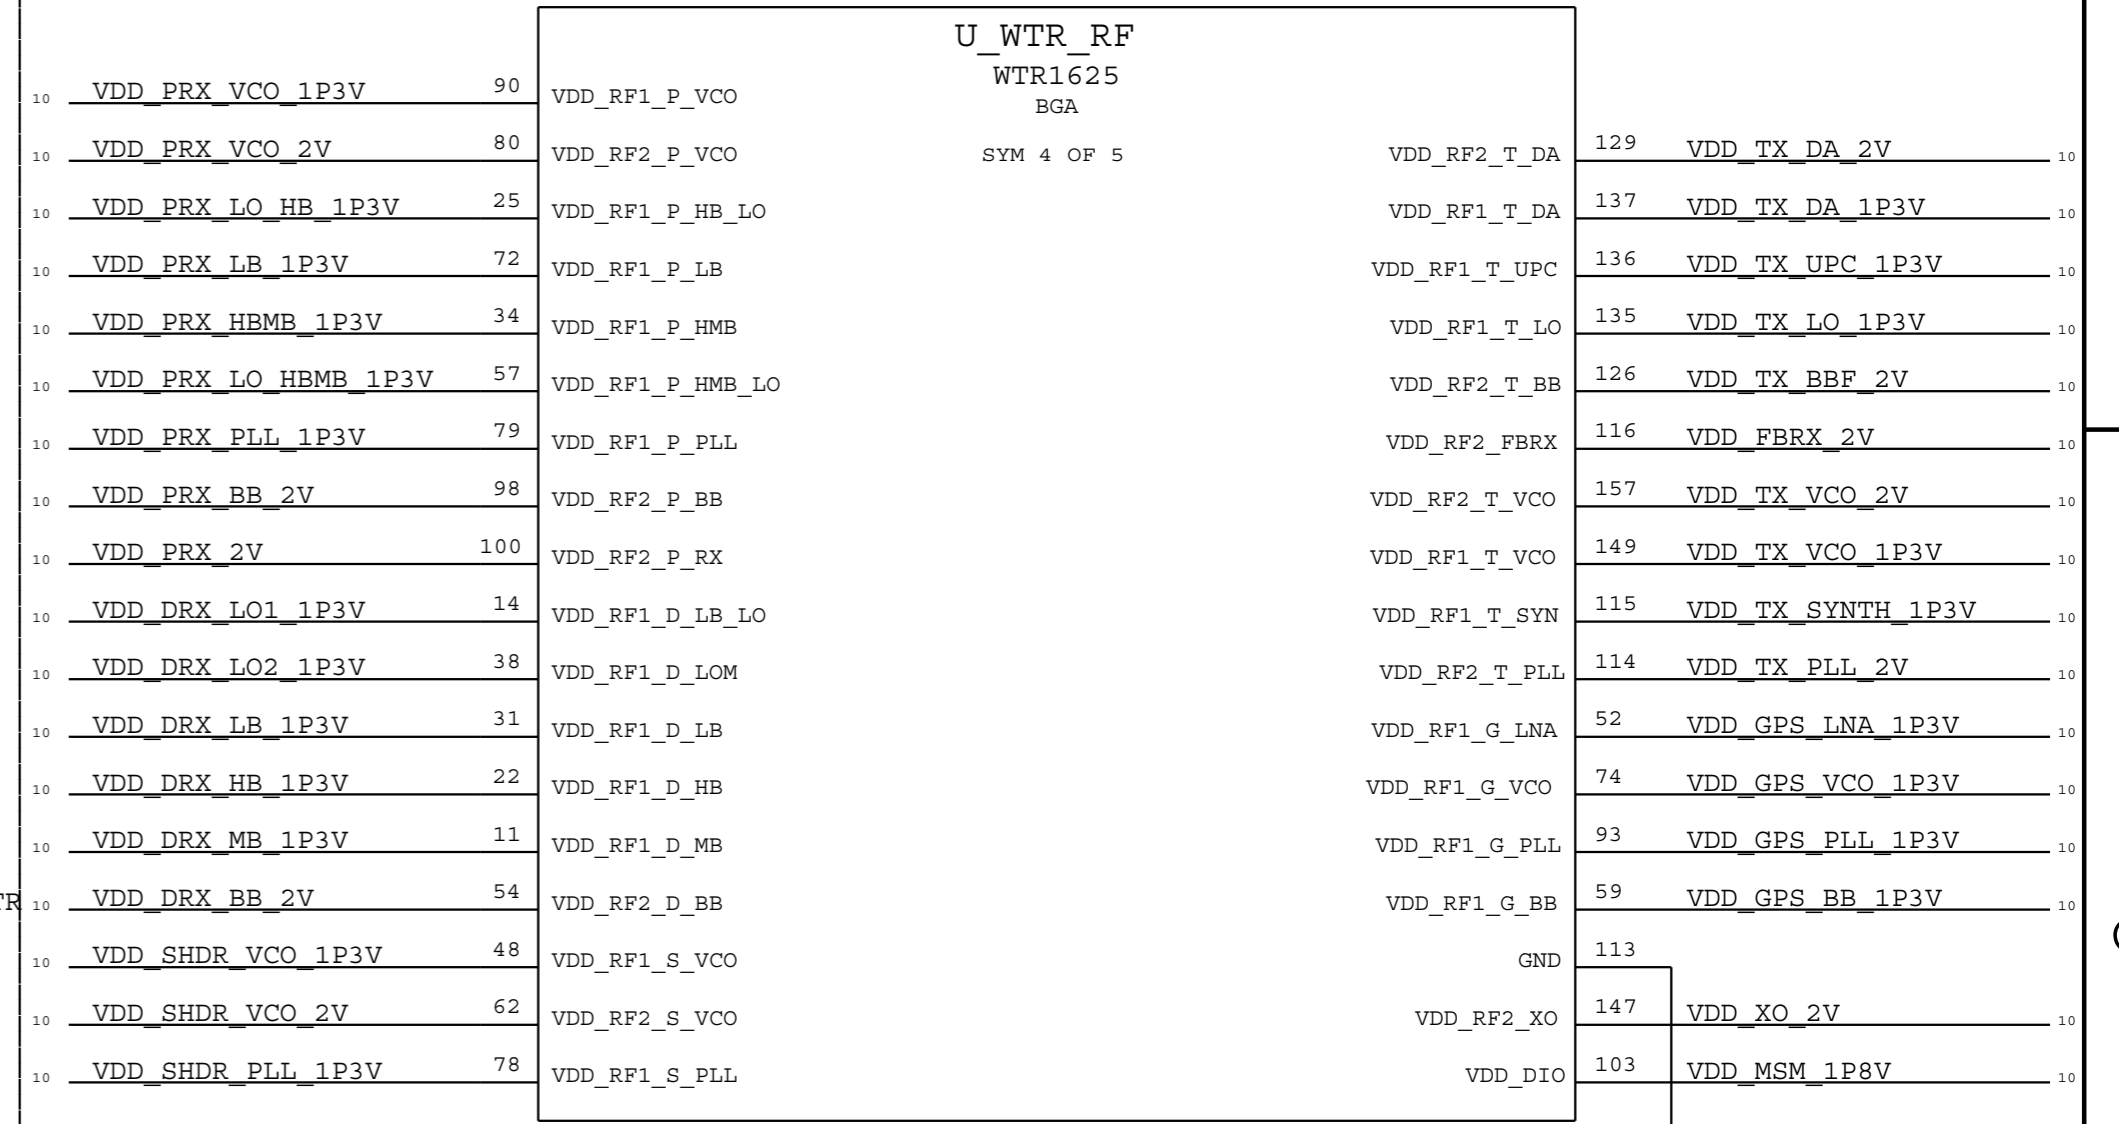 U_WTR_RF
WTR1625
BGA
SYM 4 OF 5
10 VDD_PRX_VCO_1P3V 90 VDD_RF1_P_VCO
10 VDD_PRX_VCO_2V 80 VDD_RF2_P_VCO VDD_RF2_T_DA 129 VDD_TX_DA_2V 10
10 VDD_PRX_LO_HB_1P3V 25 VDD_RF1_P_HB_LO VDD_RF1_T_DA 137 VDD_TX_DA_1P3V 10
10 VDD_PRX_LB_1P3V 72 VDD_RF1_P_LB VDD_RF1_T_UPC 136 VDD_TX_UPC_1P3V 10
10 VDD_PRX_HBMB_1P3V 34 VDD_RF1_P_HMB VDD_RF1_T_LO 135 VDD_TX_LO_1P3V 10
10 VDD_PRX_LO_HBMB_1P3V 57 VDD_RF1_P_HMB_LO VDD_RF2_T_BB 126 VDD_TX_BBF_2V 10
10 VDD_PRX_PLL_1P3V 79 VDD_RF1_P_PLL VDD_RF2_FBRX 116 VDD_FBRX_2V 10
10 VDD_PRX_BB_2V 98 VDD_RF2_P_BB VDD_RF2_T_VCO 157 VDD_TX_VCO_2V 10
10 VDD_PRX_2V 100 VDD_RF2_P_RX VDD_RF1_T_VCO 149 VDD_TX_VCO_1P3V 10
10 VDD_DRX_LO1_1P3V 14 VDD_RF1_D_LB_LO VDD_RF1_T_SYN 115 VDD_TX_SYNTH_1P3V 10
10 VDD_DRX_LO2_1P3V 38 VDD_RF1_D_LOM VDD_RF2_T_PLL 114 VDD_TX_PLL_2V 10
10 VDD_DRX_LB_1P3V 31 VDD_RF1_D_LB VDD_RF1_G_LNA 52 VDD_GPS_LNA_1P3V 10
10 VDD_DRX_HB_1P3V 22 VDD_RF1_D_HB VDD_RF1_G_VCO 74 VDD_GPS_VCO_1P3V 10
10 VDD_DRX_MB_1P3V 11 VDD_RF1_D_MB VDD_RF1_G_PLL 93 VDD_GPS_PLL_1P3V 10
10 VDD_DRX_BB_2V 54 VDD_RF2_D_BB VDD_RF1_G_BB 59 VDD_GPS_BB_1P3V 10
10 VDD_SHDR_VCO_1P3V 48 VDD_RF1_S_VCO GND 113
10 VDD_SHDR_VCO_2V 62 VDD_RF2_S_VCO VDD_RF2_XO 147 VDD_XO_2V 10
10 VDD_SHDR_PLL_1P3V 78 VDD_RF1_S_PLL VDD_DIO 103 VDD_MSM_1P8V 10